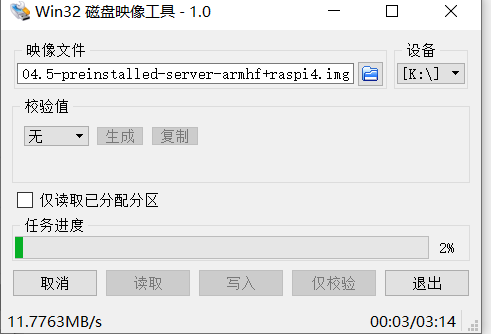 Win32 磁盘映像工具 - 1.0
映像文件
设备
04.5-preinstalled-server-armhf+raspi4.img
[K:\]
校验值
无
生成
复制
仅读取已分配分区
任务进度
2%
取消
读取
写入
仅校验
退出
11.7763MB/s
00:03/03:14